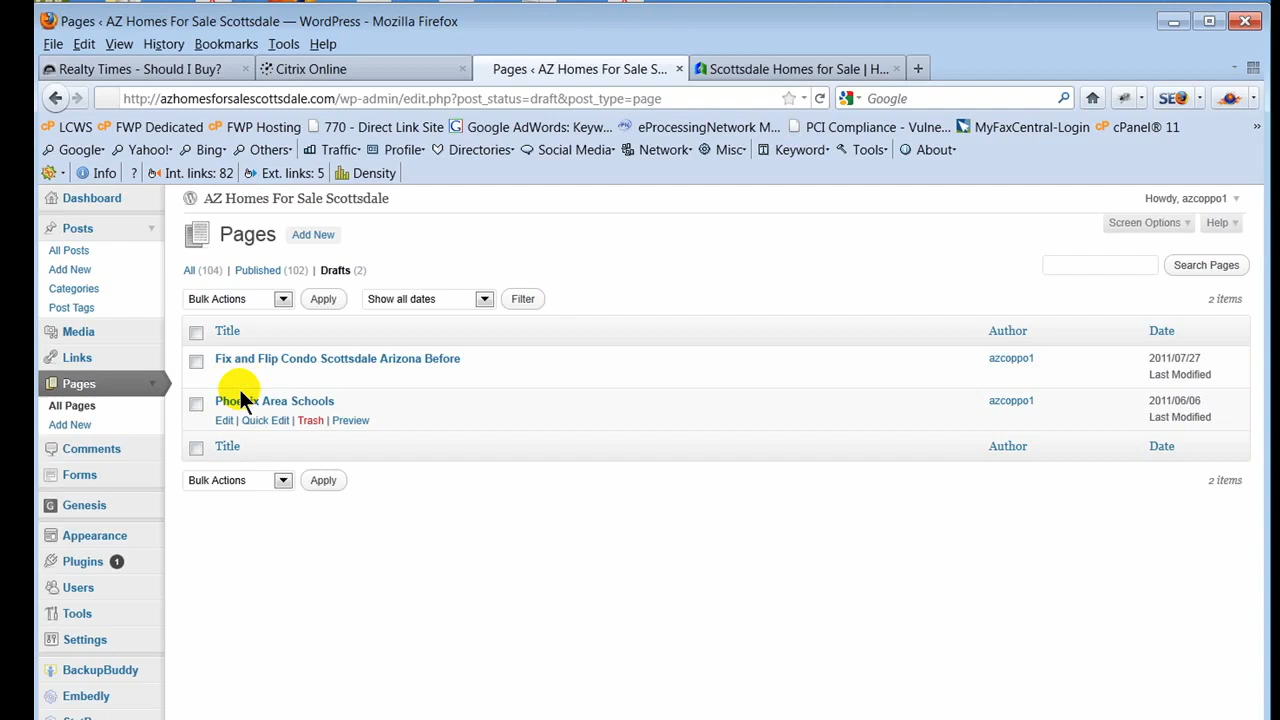 Pages ‹ AZ Homes For Sale Scottsdale — WordPress - Mozilla Firefox
File Edit View History Bookmarks Tools Help
Realty Times - Should I Buy? × Citrix Online × Pages ‹ AZ Homes For Sale S... × Scottsdale Homes for Sale | H... × +
http://azhomesforsalescottsdale.com/wp-admin/edit.php?post_status=draft&post_type=page Google SEO
LCWS FWP Dedicated FWP Hosting 770 - Direct Link Site Google AdWords: Keyw... eProcessingNetwork M... PCI Compliance - Vulne... MyFaxCentral-Login cPanel® 11 »
Google Yahoo! Bing Others Traffic Profile Directories Social Media Network Misc Keyword Tools About
Info ? Int. links: 82 Ext. links: 5 Density
Dashboard
Posts
All Posts
Add New
Categories
Post Tags
Media
Links
Pages
All Pages
Add New
Comments
Forms
Genesis
Appearance
Plugins 1
Users
Tools
Settings
BackupBuddy
Embedly
AZ Homes For Sale Scottsdale Howdy, azcoppo1
Screen Options Help
Pages Add New
All (104) | Published (102) | Drafts (2)
Search Pages
Bulk Actions Apply Show all dates Filter
2 items
Title Author Date
Fix and Flip Condo Scottsdale Arizona Before azcoppo1 2011/07/27
Last Modified
Phoenix Area Schools azcoppo1 2011/06/06
Edit | Quick Edit | Trash | Preview Last Modified
Title Author Date
Bulk Actions Apply 2 items